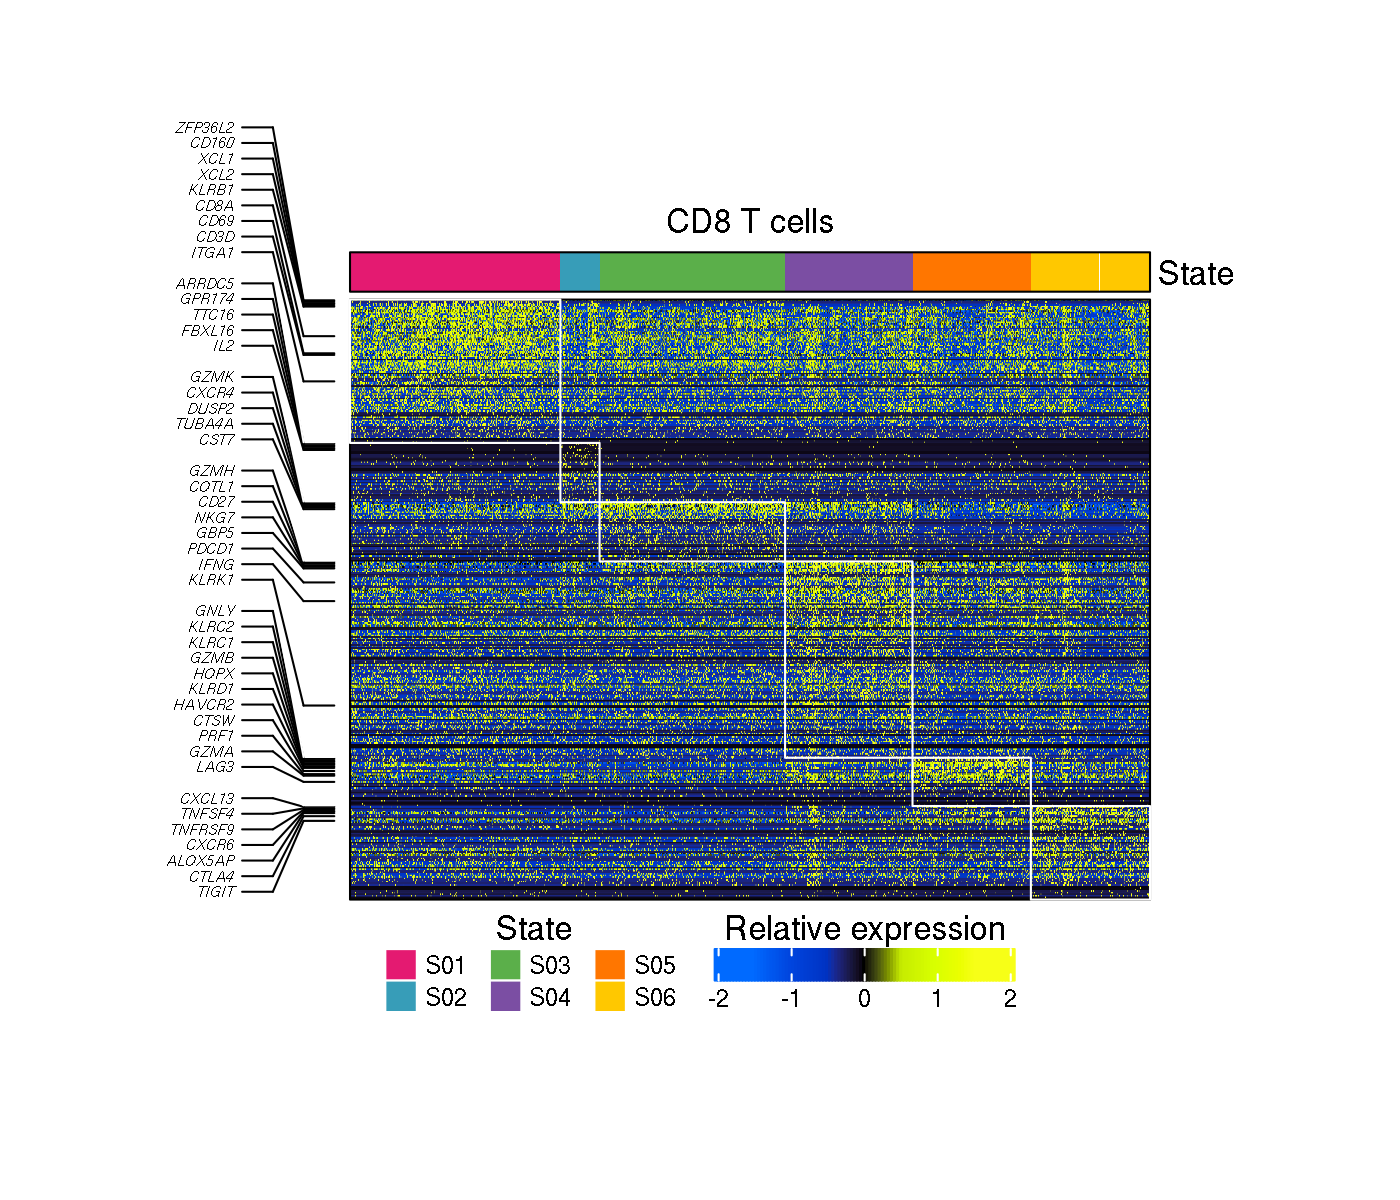 ZFP36L2
CD160
XCL1
XCL2
KLRB1
CD8A
CD69
CD3D
ITGA1
ARRDC5
GPR174
TTC16
FBXL16
IL2
GZMK
CXCR4
DUSP2
TUBA4A
CST7
GZMH
COTL1
CD27
NKG7
GBP5
PDCD1
IFNG
KLRK1
GNLY
KLRC2
KLRC1
GZMB
HOPX
KLRD1
HAVCR2
CTSW
PRF1
GZMA
LAG3
CXCL13
TNFSF4
TNFRSF9
CXCR6
ALOX5AP
CTLA4
TIGIT
CD8 T cells
State
State
S01 S03 S05
S02 S04 S06
Relative expression
-2 -1 0 1 2